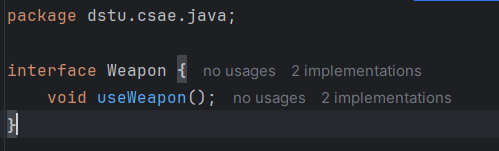 package dstu.csae.java;
interface Weapon { no usages 2 implementations
void useWeapon(); no usages 2 implementations
}